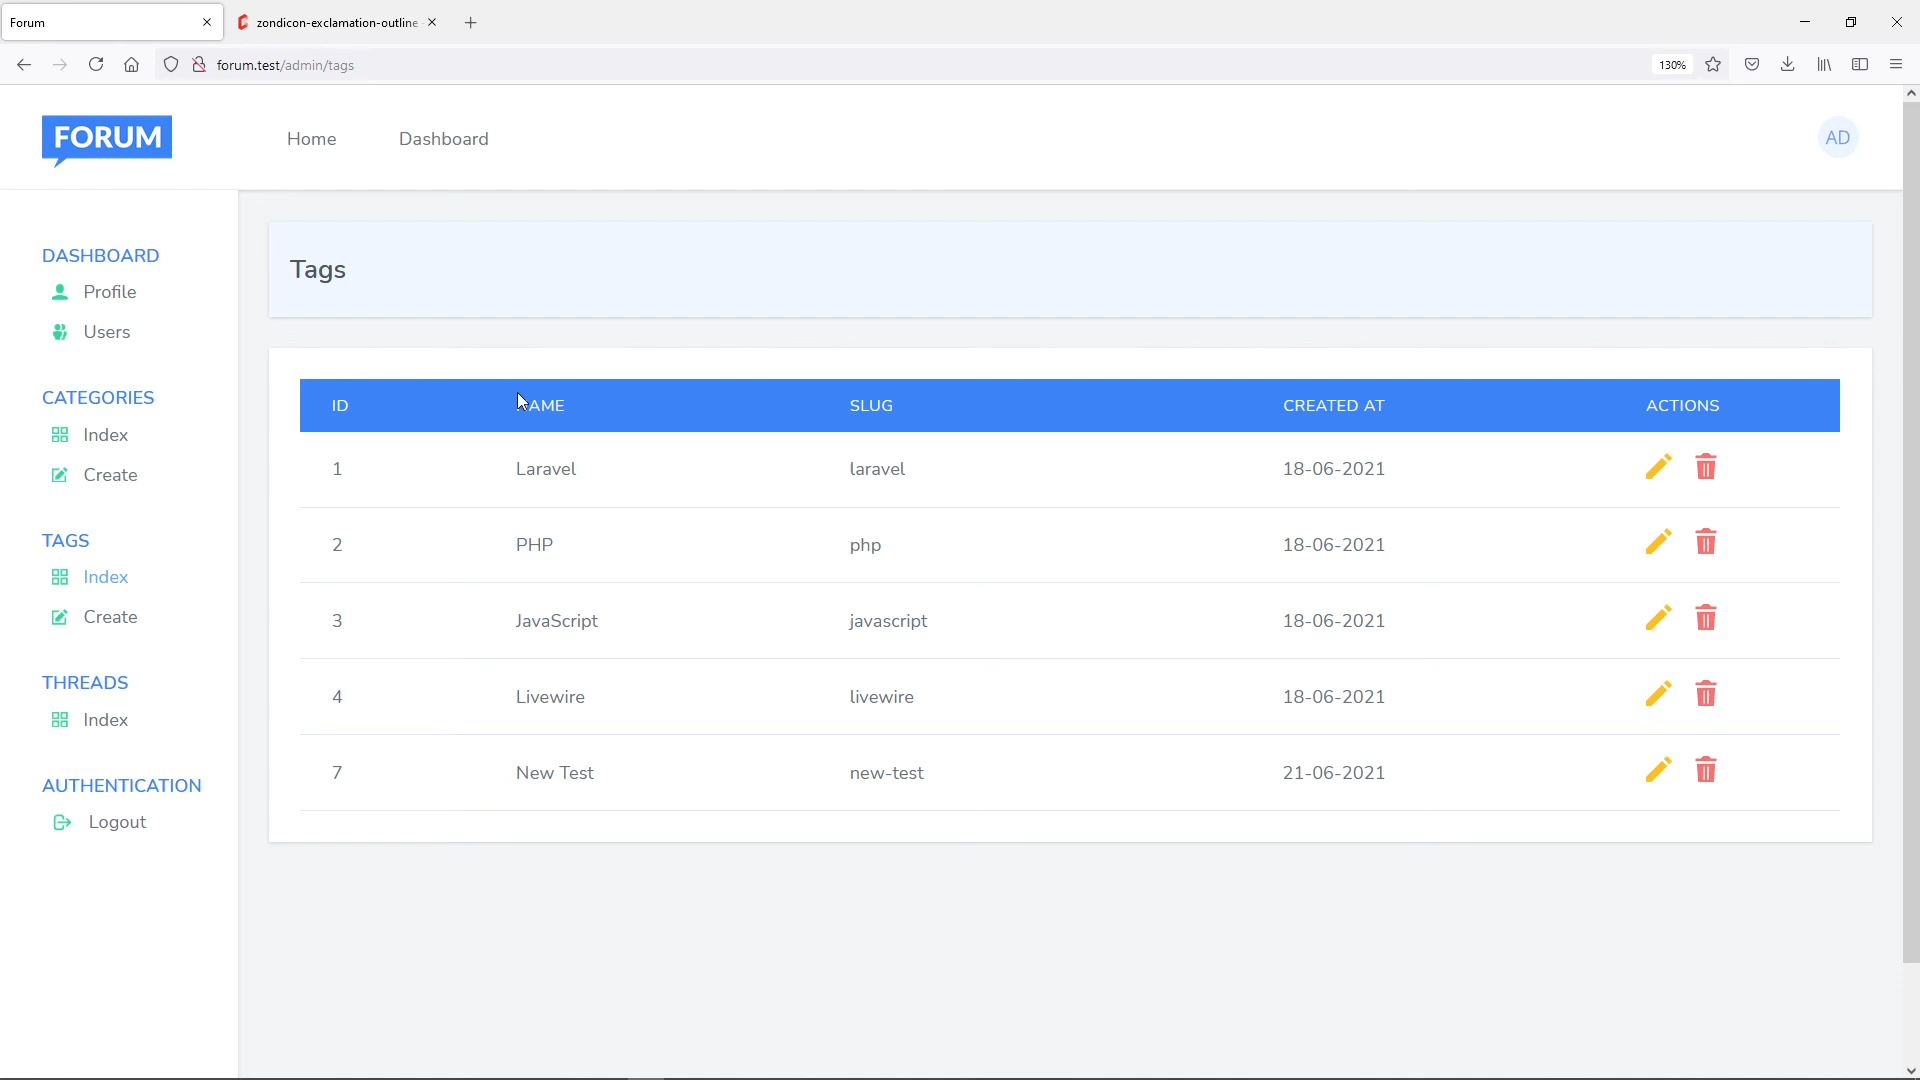 Forum
zondicon-exclamation-outline
forum.test/admin/tags
130%
FORUM
Home
Dashboard
AD
DASHBOARD
Profile
Users
CATEGORIES
Index
Create
TAGS
Index
Create
THREADS
Index
AUTHENTICATION
Logout
Tags
ID NAME SLUG CREATED AT ACTIONS
1 Laravel laravel 18-06-2021
2 PHP php 18-06-2021
3 JavaScript javascript 18-06-2021
4 Livewire livewire 18-06-2021
7 New Test new-test 21-06-2021